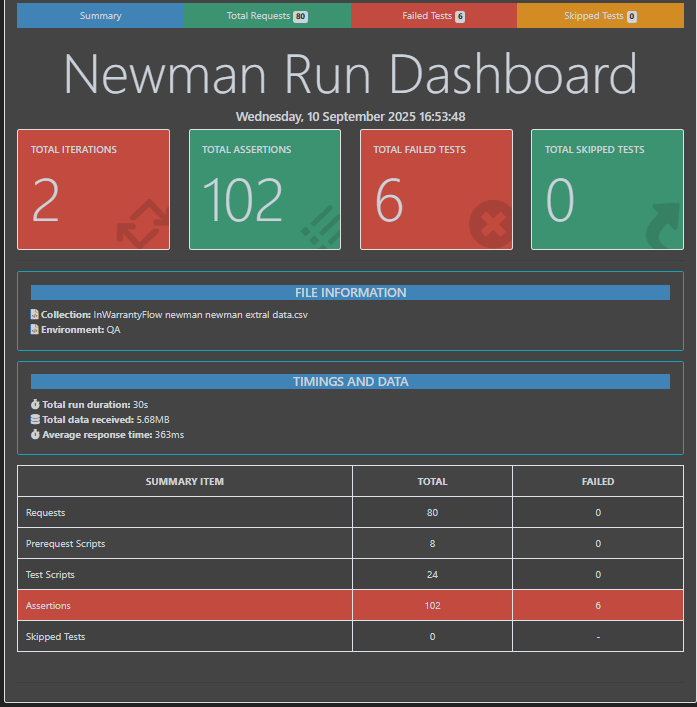 Summary Total Requests 80 Failed Tests 6 Skipped Tests 0
Newman Run Dashboard
Wednesday, 10 September 2025 16:53:48
TOTAL ITERATIONS TOTAL ASSERTIONS TOTAL FAILED TESTS TOTAL SKIPPED TESTS
2 102 6 0
FILE INFORMATION
Collection: InWarrantyFlow newman newman extral data.csv
Environment: QA
TIMINGS AND DATA
Total run duration: 30s
Total data received: 5.68MB
Average response time: 363ms
SUMMARY ITEM TOTAL FAILED
Requests 80 0
Prerequest Scripts 8 0
Test Scripts 24 0
Assertions 102 6
Skipped Tests 0 -